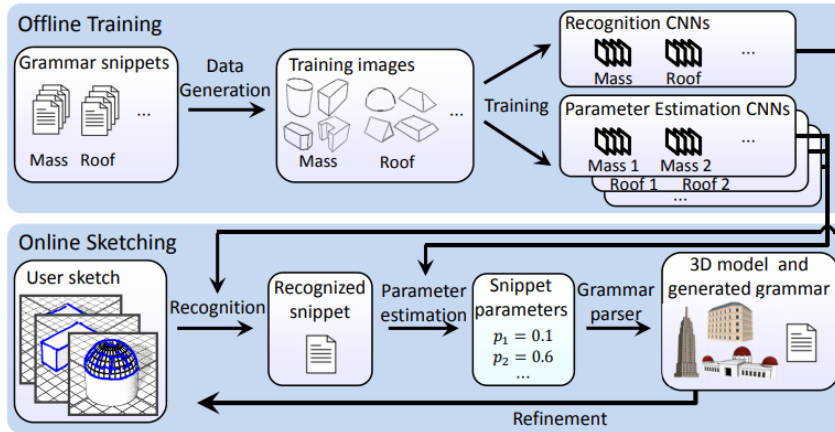 Offline Training
Grammar snippets
...
Mass Roof
Data
Generation
Training images
...
Mass Roof
Training
Recognition CNNs
...
Mass Roof
Parameter Estimation CNNs
...
Mass 1 Mass 2
Roof 1 Roof 2
...
Online Sketching
User sketch
Recognition
Recognized
snippet
Parameter
estimation
Snippet
parameters
p₁ = 0.1
p₂ = 0.6
...
Grammar
parser
3D model and
generated grammar
Refinement